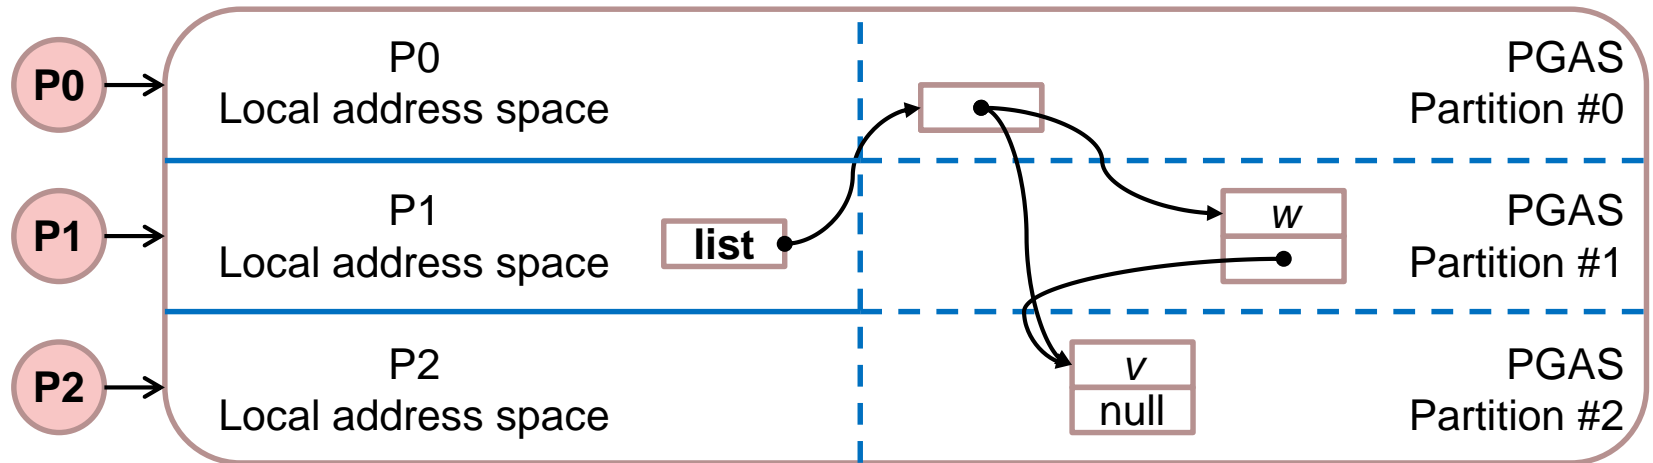 P0
P0
Local address space
PGAS
Partition #0
P1
P1
Local address space
list
w
PGAS
Partition #1
P2
P2
Local address space
v
null
PGAS
Partition #2